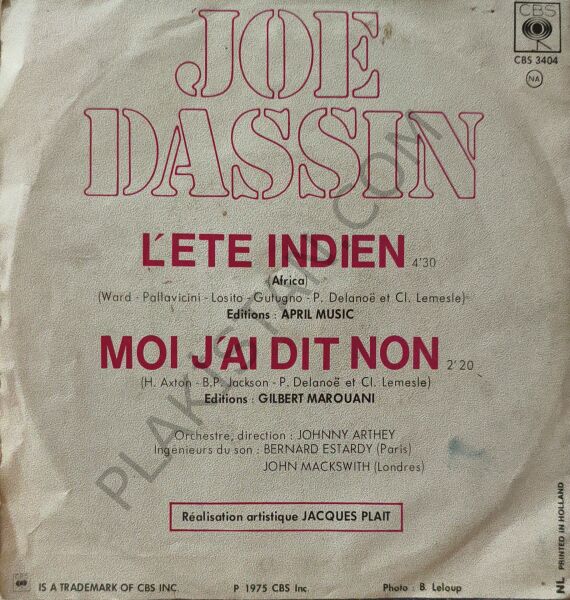 JOE
DASSIN
CBS
CBS 3404
NA
L'ETE INDIEN 4'30
(Africa)
(Ward - Pallavicini - Losito - Gutugno - P. Delanoë et Cl. Lemesle)
Editions : APRIL MUSIC
MOI J'AI DIT NON 2'20
(H. Axton - B.P. Jackson - P. Delanoë et Cl. Lemesle)
Editions : GILBERT MAROUANI
Orchestre, direction : JOHNNY ARTHEY
Ingénieurs du son : BERNARD ESTARDY (Paris)
JOHN MACKSWITH (Londres)
Réalisation artistique JACQUES PLAIT
IS A TRADEMARK OF CBS INC.
P 1975 CBS Inc.
Photo : B. Leloup
NL PRINTED IN HOLLAND
PLAKISTAN.COM